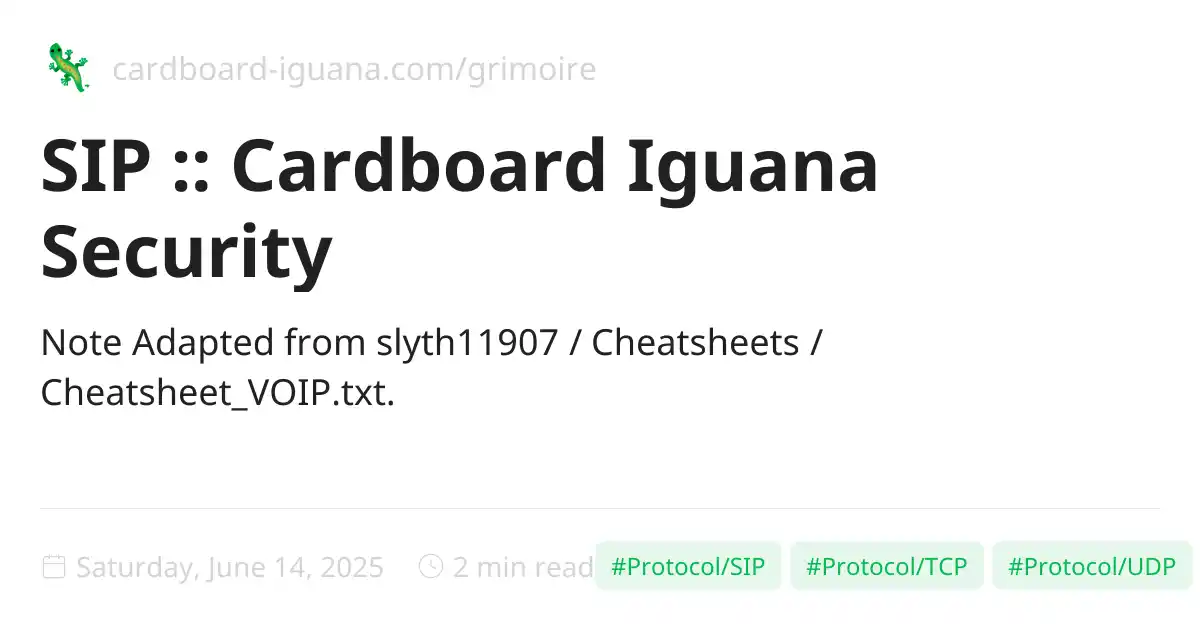 cardboard-iguana.com/grimoire
SIP :: Cardboard Iguana
Security
Note Adapted from slyth11907 / Cheatsheets /
Cheatsheet_VOIP.txt.
Saturday, June 14, 2025 2 min read #Protocol/SIP #Protocol/TCP #Protocol/UDP